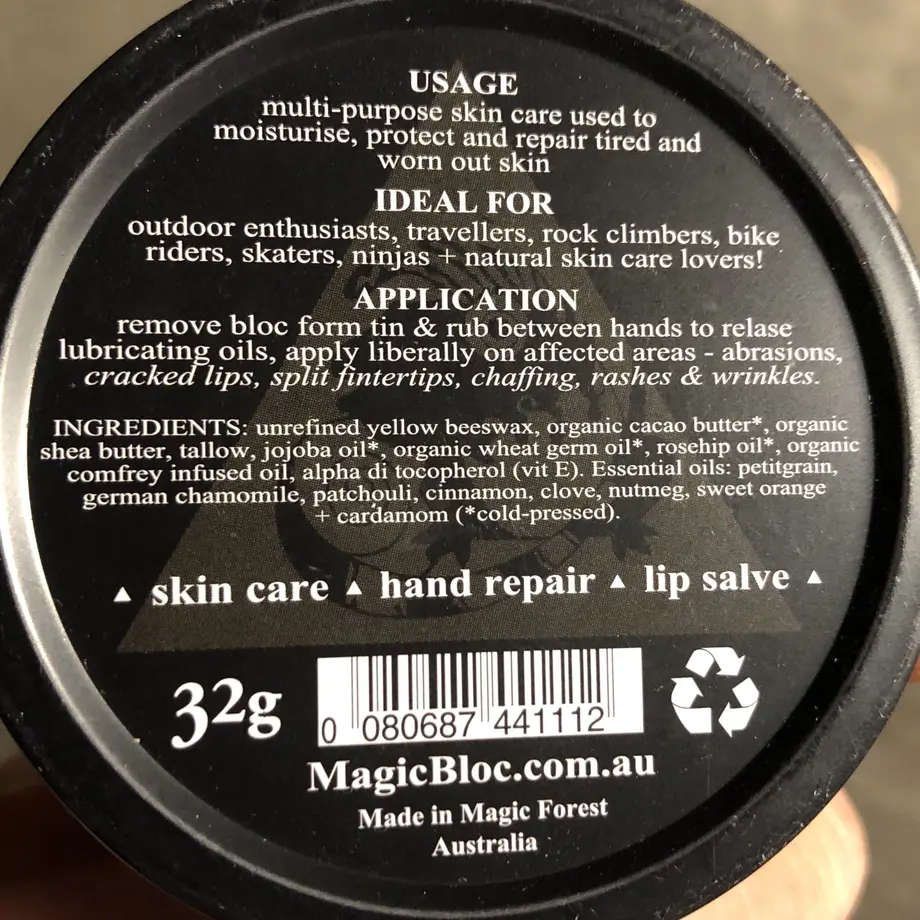 USAGE
multi-purpose skin care used to
moisturise, protect and repair tired and
worn out skin
IDEAL FOR
outdoor enthusiasts, travellers, rock climbers, bike
riders, skaters, ninjas + natural skin care lovers!
APPLICATION
remove bloc form tin & rub between hands to relase
lubricating oils, apply liberally on affected areas - abrasions,
cracked lips, split fintertips, chaffing, rashes & wrinkles.
INGREDIENTS: unrefined yellow beeswax, organic cacao butter*, organic
shea butter, tallow, jojoba oil*, organic wheat germ oil*, rosehip oil*, organic
comfrey infused oil, alpha di tocopherol (vit E). Essential oils: petitgrain,
german chamomile, patchouli, cinnamon, clove, nutmeg, sweet orange
+ cardamom (*cold-pressed).
▲ skin care ▲ hand repair ▲ lip salve ▲
32g
0 080687 441112
MagicBloc.com.au
Made in Magic Forest
Australia